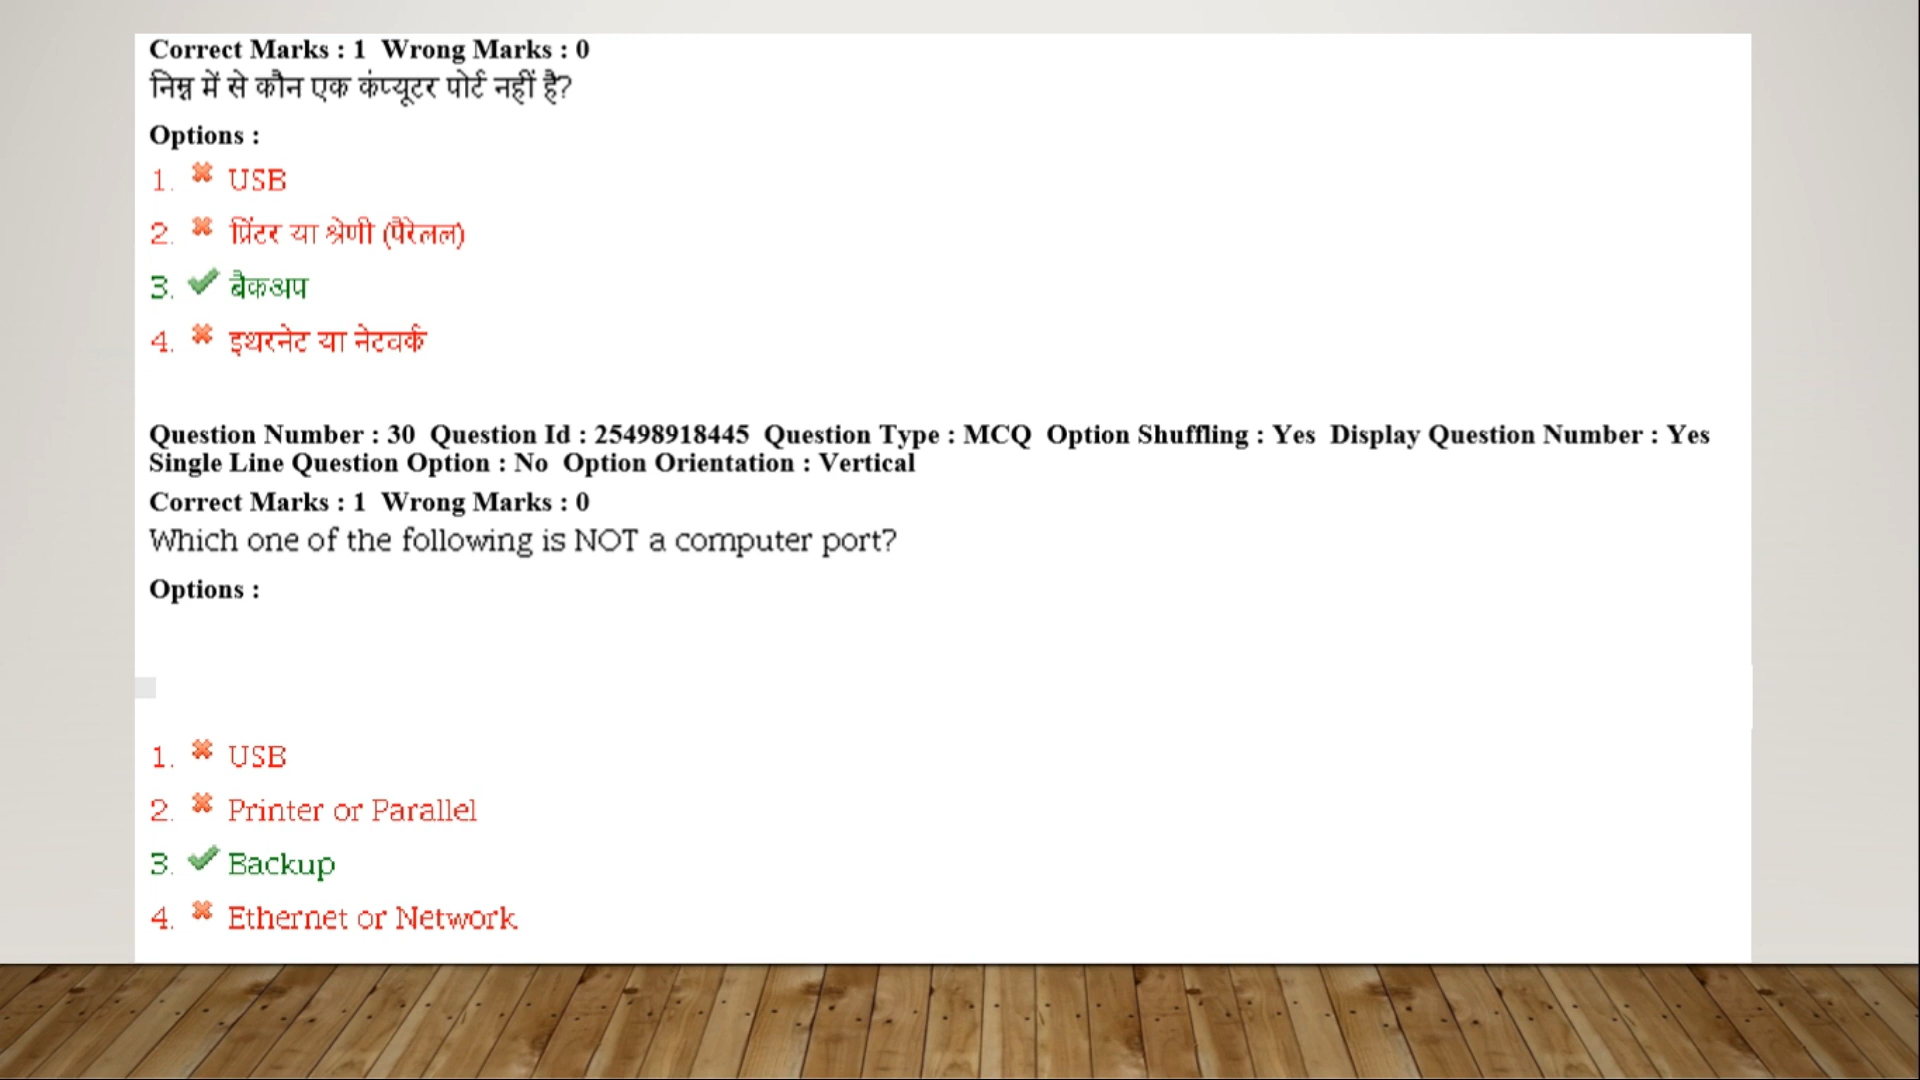 Correct Marks : 1 Wrong Marks : 0
निम्न में से कौन एक कंप्यूटर पोर्ट नहीं है?
Options :
1. USB
2. प्रिंटर या श्रेणी (पैरेलल)
3. बैकअप
4. इथरनेट या नेटवर्क
Question Number : 30 Question Id : 25498918445 Question Type : MCQ Option Shuffling : Yes Display Question Number : Yes
Single Line Question Option : No Option Orientation : Vertical
Correct Marks : 1 Wrong Marks : 0
Which one of the following is NOT a computer port?
Options :
1. USB
2. Printer or Parallel
3. Backup
4. Ethernet or Network